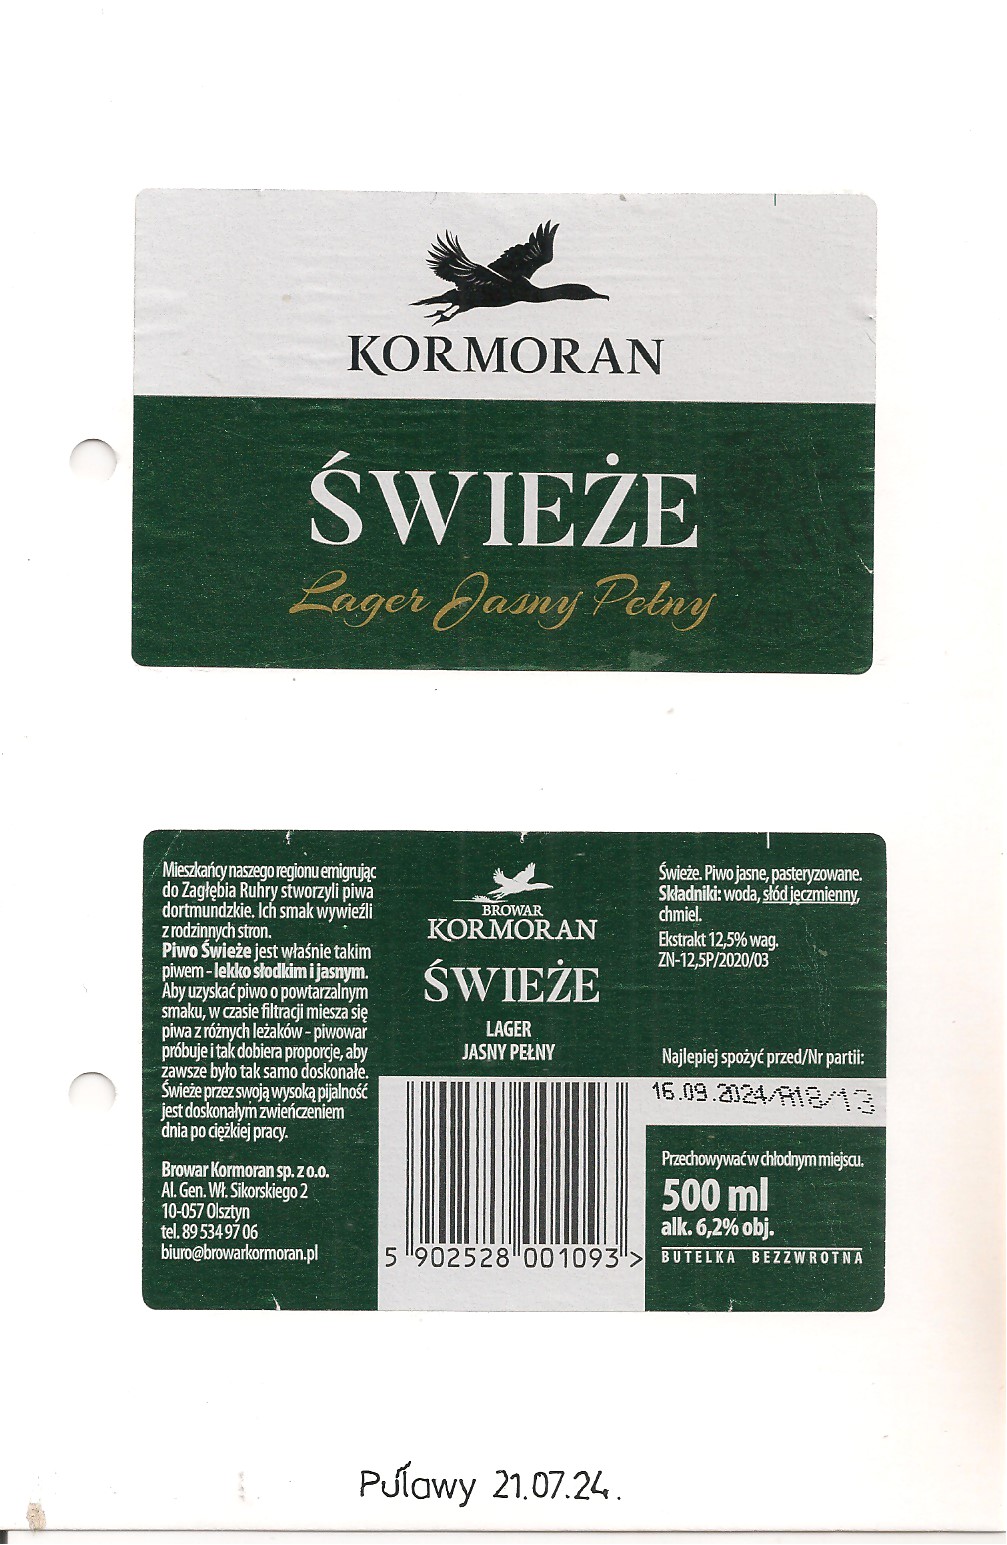 KORMORAN
ŚWIEŻE
Lager Jasny Pełny
Mieszkańcy naszego regionu emigrując
do Zagłębia Ruhry stworzyli piwa
dortmundzkie. Ich smak wywieźli
z rodzinnych stron.
Piwo Świeże jest właśnie takim
piwem - lekko słodkim i jasnym.
Aby uzyskać piwo o powtarzalnym
smaku, w czasie filtracji miesza się
piwa z różnych leżaków - piwowar
próbuje i tak dobiera proporcje, aby
zawsze było tak samo doskonałe.
Świeże przez swoją wysoką pijalność
jest doskonałym zwieńczeniem
dnia po ciężkiej pracy.
Browar Kormoran sp. z o.o.
Al. Gen. Wł. Sikorskiego 2
10-057 Olsztyn
tel. 89 534 97 06
biuro@browarkormoran.pl
BROWAR
KORMORAN
ŚWIEŻE
LAGER
JASNY PEŁNY
5 902528 001093 >
Świeże. Piwo jasne, pasteryzowane.
Składniki: woda, słód jęczmienny,
chmiel.
Ekstrakt 12,5% wag.
ZN-12,5P/2020/03
Najlepiej spożyć przed/Nr partii:
16.09.2024/A18/13
Przechowywać w chłodnym miejscu.
500 ml
alk. 6,2% obj.
BUTELKA BEZZWROTNA
Puławy 21.07.24.